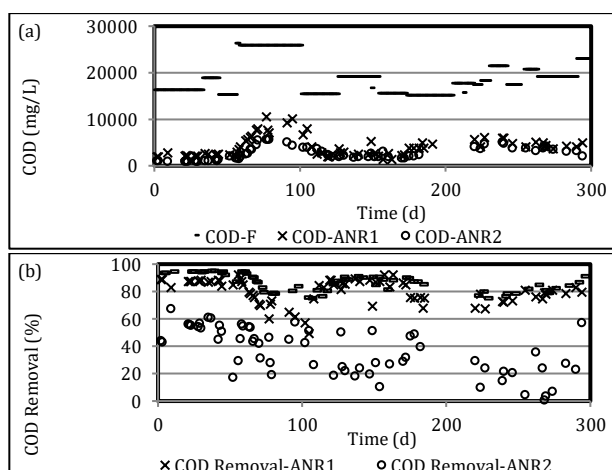 (a)
30000
20000
10000
0
COD (mg/L)
0 100 200 300
Time (d)
COD-F COD-ANR1 COD-ANR2
(b)
100
80
60
40
20
0
COD Removal (%)
0 100 200 300
Time (d)
COD Removal-ANR1 COD Removal-ANR2